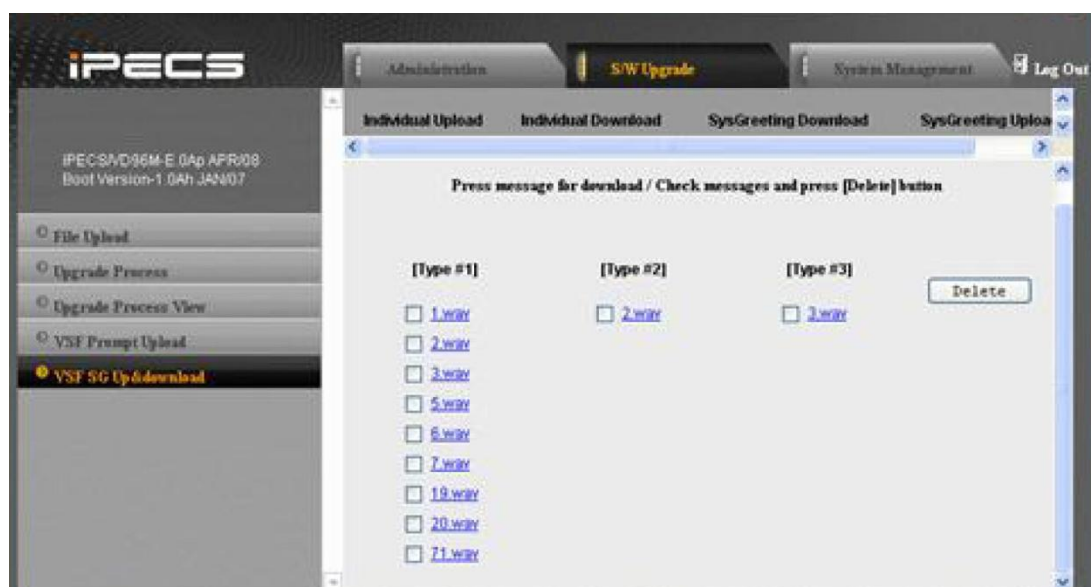 iPECS
Administration
S/W Upgrade
System Management
Log Out
Individual Upload
Individual Download
SysGreeting Download
SysGreeting Uploa
IPECS/VD96M-E.0Ap APR/08
Boot Version-1.0Ah JAN/07
Press message for download / Check messages and press [Delete] button
File Upload
Upgrade Process
Upgrade Process View
VSF Prompt Upload
VSF SG Up&download
[Type #1]
[Type #2]
[Type #3]
Delete
1.wav
2.wav
3.wav
2.wav
3.wav
5.wav
6.wav
7.wav
19.wav
20.wav
71.wav